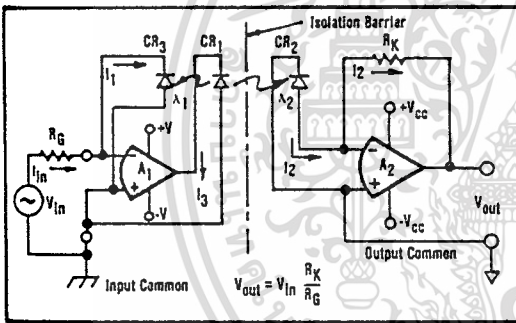 Isolation Barrier
CR3
CR1
CR2
RK
I1
λ1
λ2
I2
+V
+Vcc
RG
Iin
Vin
A1
I3
I2
A2
-V
-Vcc
Vout
Input Common
Output Common
Vout = Vin RK/RG